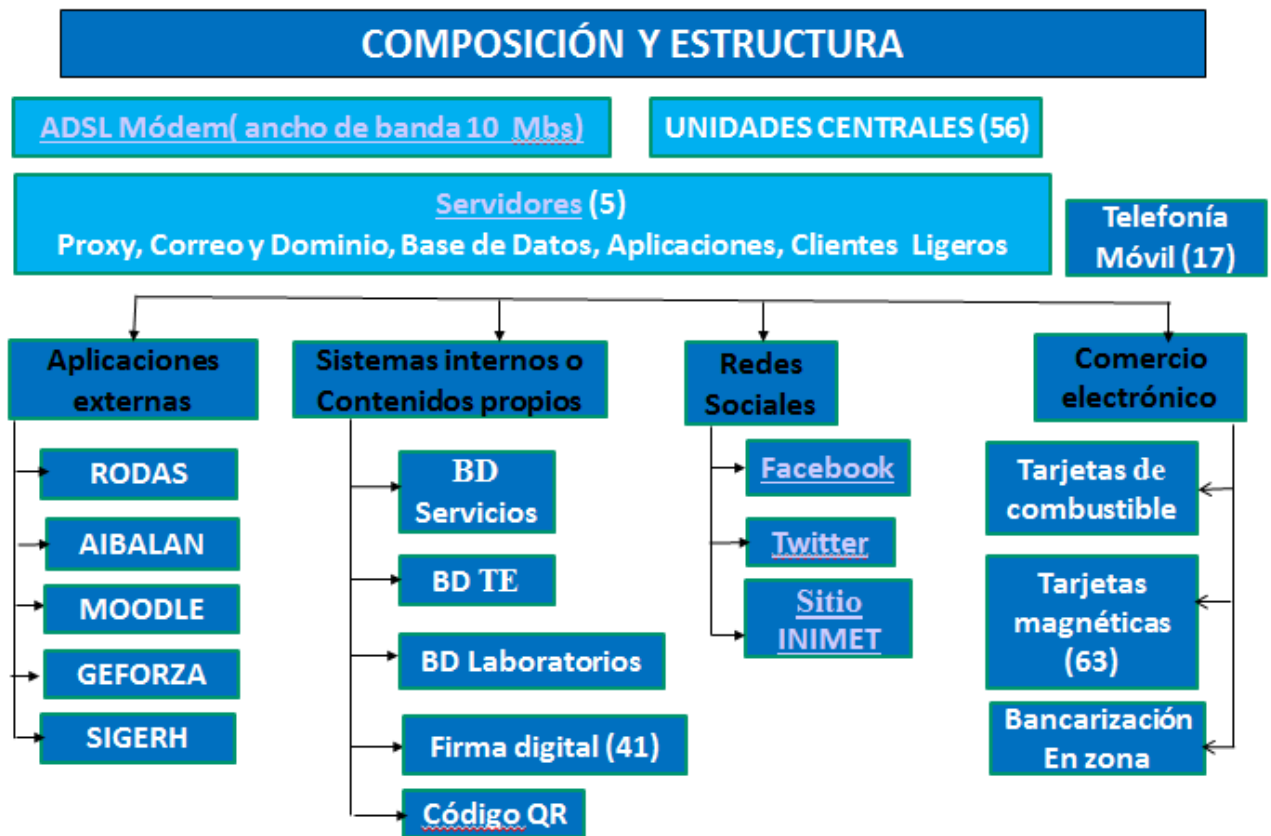 COMPOSICIÓN Y ESTRUCTURA
ADSL Módem( ancho de banda 10 Mbs)
UNIDADES CENTRALES (56)
Servidores (5)
Proxy, Correo y Dominio, Base de Datos, Aplicaciones, Clientes Ligeros
Telefonía
Móvil (17)
Aplicaciones
externas
RODAS
AIBALAN
MOODLE
GEFORZA
SIGERH
Sistemas internos o
Contenidos propios
BD
Servicios
BD TE
BD Laboratorios
Firma digital (41)
Código QR
Redes
Sociales
Facebook
Twitter
Sitio
INIMET
Comercio
electrónico
Tarjetas de
combustible
Tarjetas
magnéticas
(63)
Bancarización
En zona